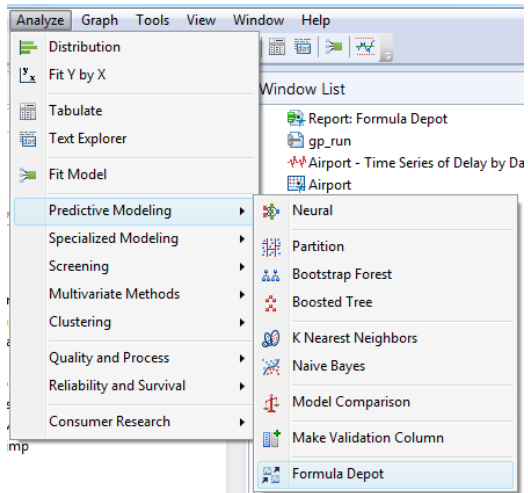 Analyze Graph Tools View Window Help
Distribution
Fit Y by X
Tabulate
Text Explorer
Fit Model
Predictive Modeling
Specialized Modeling
Screening
Multivariate Methods
Clustering
Quality and Process
Reliability and Survival
Consumer Research
Window List
Report: Formula Depot
gp_run
Airport - Time Series of Delay by Da
Airport
Neural
Partition
Bootstrap Forest
Boosted Tree
K Nearest Neighbors
Naive Bayes
Model Comparison
Make Validation Column
Formula Depot